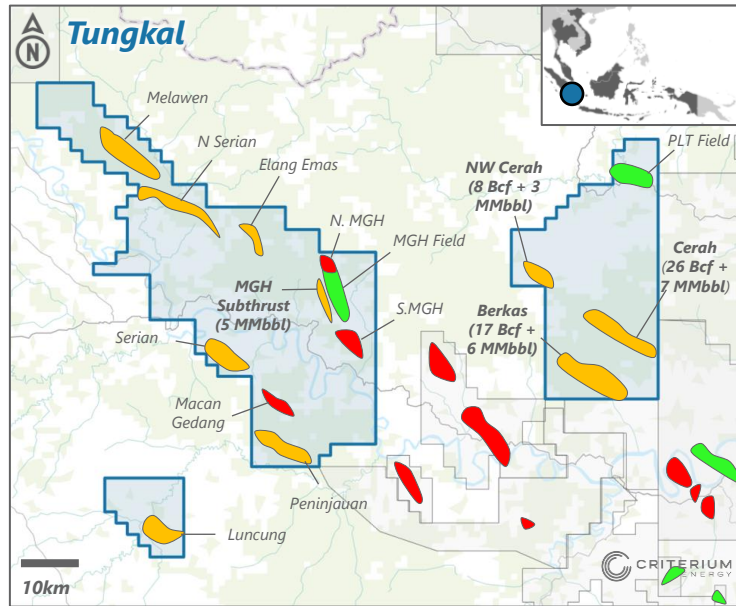 N
Tungkal
Melawen
N Serian
Elang Emas
N. MGH
MGH Field
MGH
Subthrust
(5 MMbbl)
S.MGH
Serian
Macan
Gedang
Peninjauan
Luncung
PLT Field
NW Cerah
(8 Bcf + 3
MMbbl)
Cerah
(26 Bcf +
7 MMbbl)
Berkas
(17 Bcf +
6 MMbbl)
10km
CRITERIUM
ENERGY